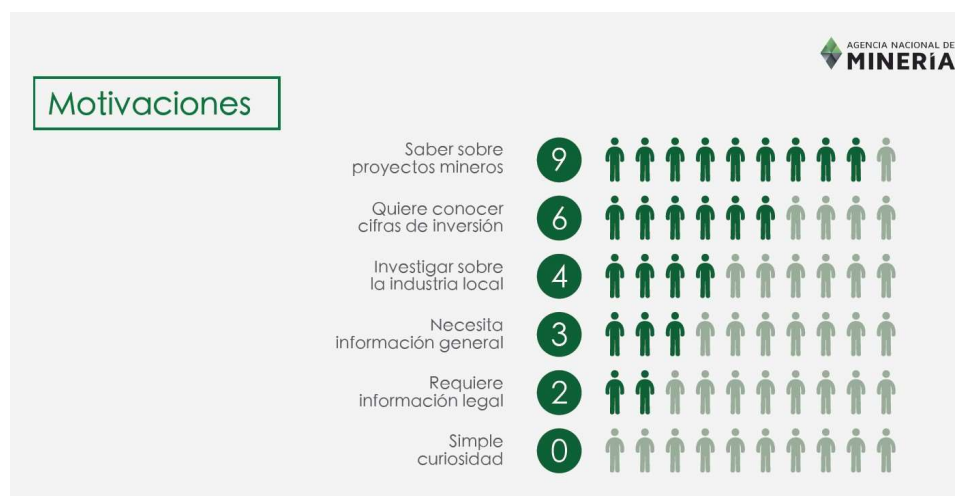 AGENCIA NACIONAL DE
MINERÍA
Motivaciones
Saber sobre
proyectos mineros
9
Quiere conocer
cifras de inversión
6
Investigar sobre
la industria local
4
Necesita
información general
3
Requiere
información legal
2
Simple
curiosidad
0